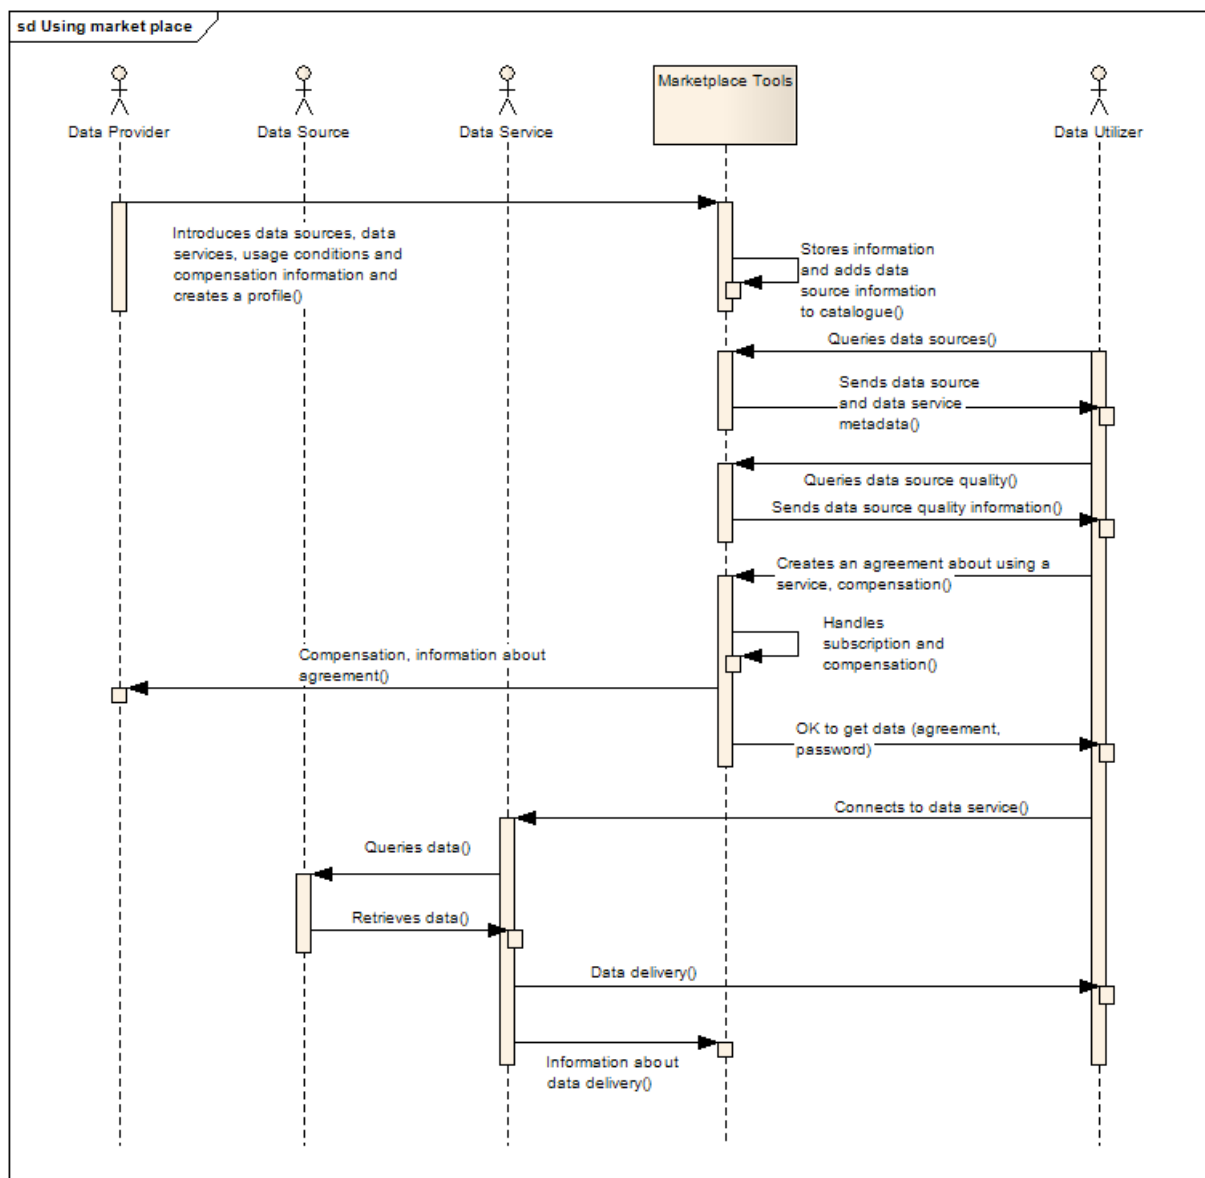 sd Using market place
Data Provider
Data Source
Data Service
Marketplace Tools
Data Utilizer
Introduces data sources, data
services, usage conditions and
compensation information and
creates a profile()
Stores information
and adds data
source information
to catalogue()
Queries data sources()
Sends data source
and data service
metadata()
Queries data source quality()
Sends data source quality information()
Creates an agreement about using a
service, compensation()
Handles
subscription and
compensation()
Compensation, information about
agreement()
OK to get data (agreement,
password)
Connects to data service()
Queries data()
Retrieves data()
Data delivery()
Information about
data delivery()